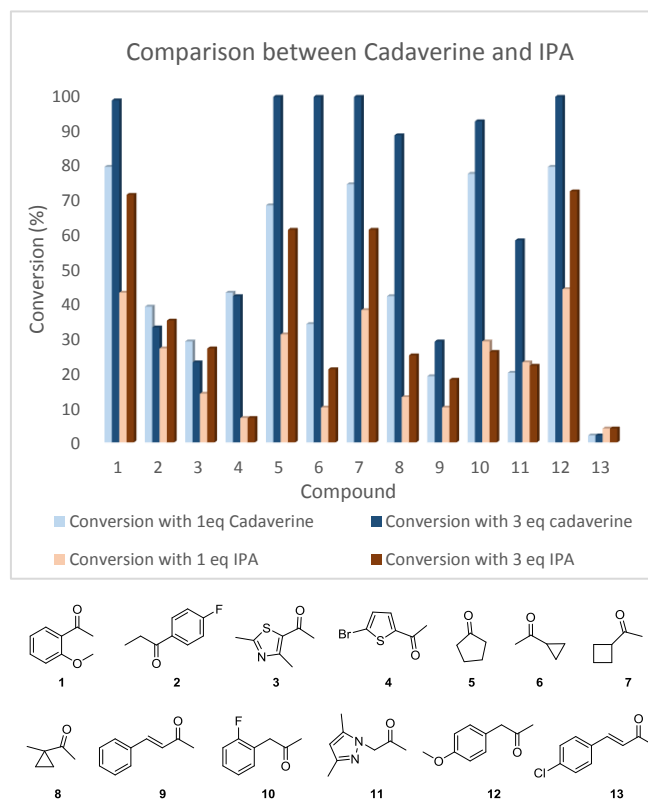 Comparison between Cadaverine and IPA
100
90
80
70
60
50
40
30
20
10
0
Conversion (%)
1 2 3 4 5 6 7 8 9 10 11 12 13
Compound
Conversion with 1eq Cadaverine Conversion with 3 eq cadaverine
Conversion with 1 eq IPA Conversion with 3 eq IPA
O O F O S N Br S O O O O
1 2 3 4 5 6 7
O O F O N N O O O Cl O
8 9 10 11 12 13